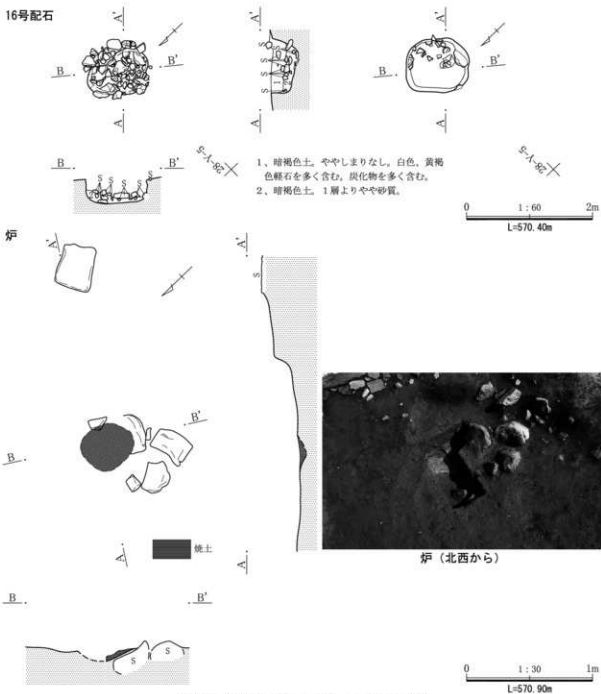 16号配石
A A'
B B'
S S S S
1
2
A A'
B B'
B B'
S S S S S
28-Y-5
1、暗褐色土。ややしまりなし。白色、黄褐
色軽石を多く含む。炭化物を多く含む。
2、暗褐色土。1層よりやや砂質。
28-Y-5
0 1:60 2m
L=570.40m
炉
A'
B B'
A
焼土
A'
S
A
炉（北西から）
B B'
S S
0 1:30 1m
L=570.90m